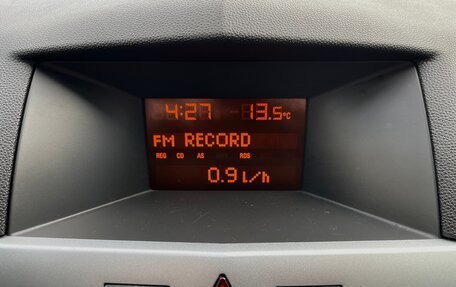 4:27 -13.5°C
FM RECORD
REG CD AS RDS
0.9 l/h